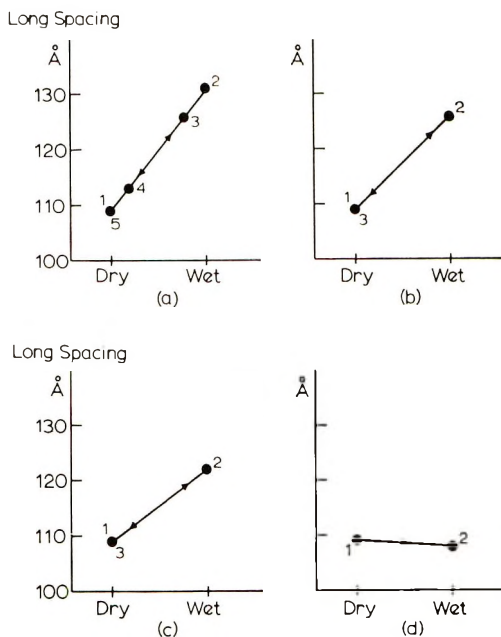 Long Spacing
Å Å
130
120
110
100
2
3
4
1
5
Dry Wet
(a)
2
1
3
Dry Wet
(b)
Long Spacing
Å Å
130
120
110
100
2
1
3
Dry Wet
(c)
1
2
Dry Wet
(d)